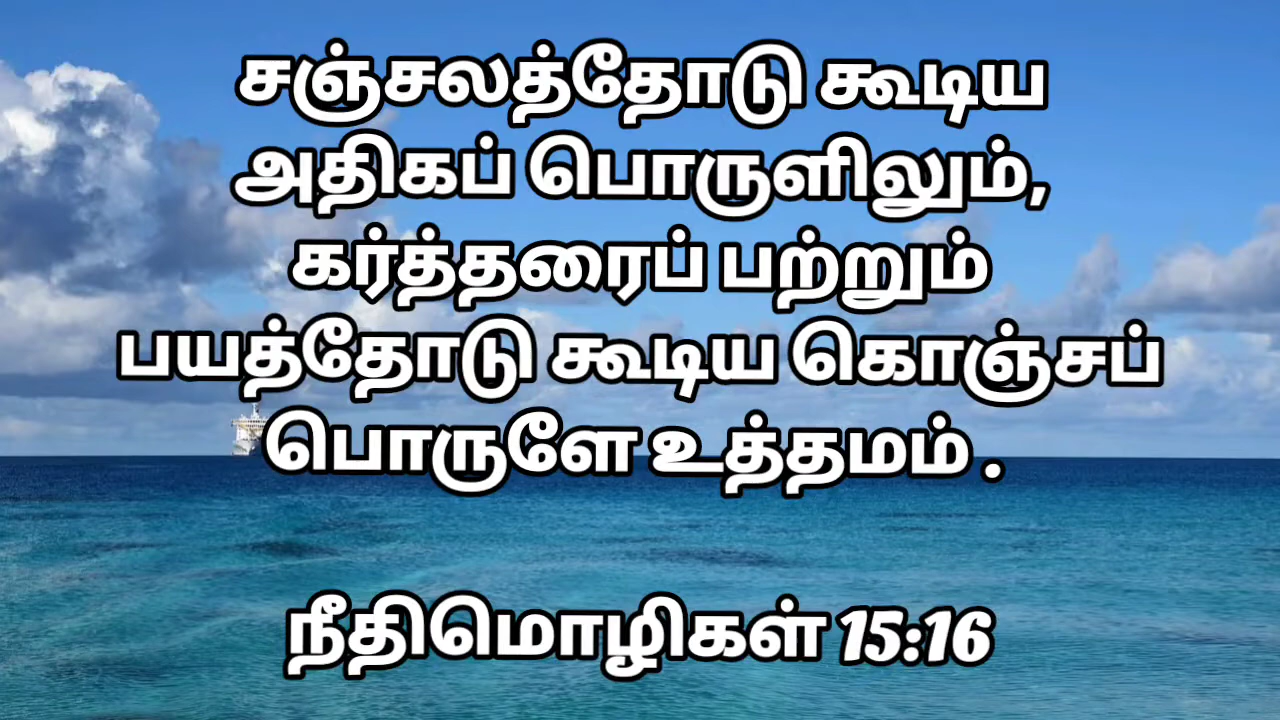 சஞ்சலத்தோடு கூடிய
அதிகப் பொருளிலும்,
கர்த்தரைப் பற்றும்
பயத்தோடு கூடிய கொஞ்சப்
பொருளே உத்தமம் .
நீதிமொழிகள் 15:16